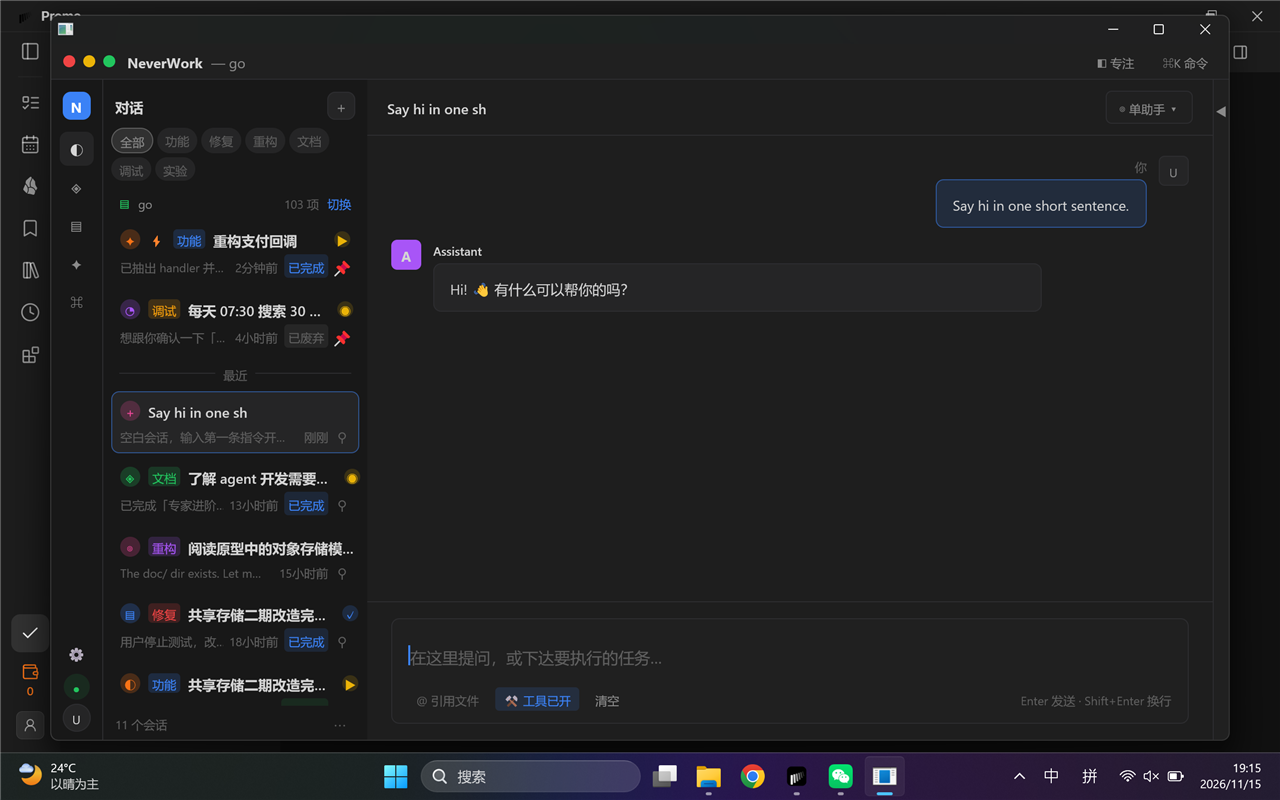 NeverWork — go
专注
⌘K 命令
N
对话
+
全部 功能 修复 重构 文档
调试 实验
go 103 项 切换
功能 重构支付回调
已抽出 handler 并... 2分钟前 已完成
调试 每天 07:30 搜索 30 ...
想跟你确认一下「... 4小时前 已废弃
最近
Say hi in one sh
空白会话，输入第一条指令开... 刚刚
文档 了解 agent 开发需要...
已完成「专家进阶... 13小时前 已完成
重构 阅读原型中的对象存储模...
The doc/ dir exists. Let m... 15小时前
修复 共享存储二期改造完...
用户停止测试，改... 18小时前 已完成
功能 共享存储二期改造完...
11 个会话 ...
U
0
Say hi in one sh
单助手
你
U
Say hi in one short sentence.
A
Assistant
Hi! 👋 有什么可以帮你的吗？
在这里提问，或下达要执行的任务...
@ 引用文件 工具已开 清空
Enter 发送 · Shift+Enter 换行
24°C
以晴为主
搜索
中
拼
19:15
2026/11/15